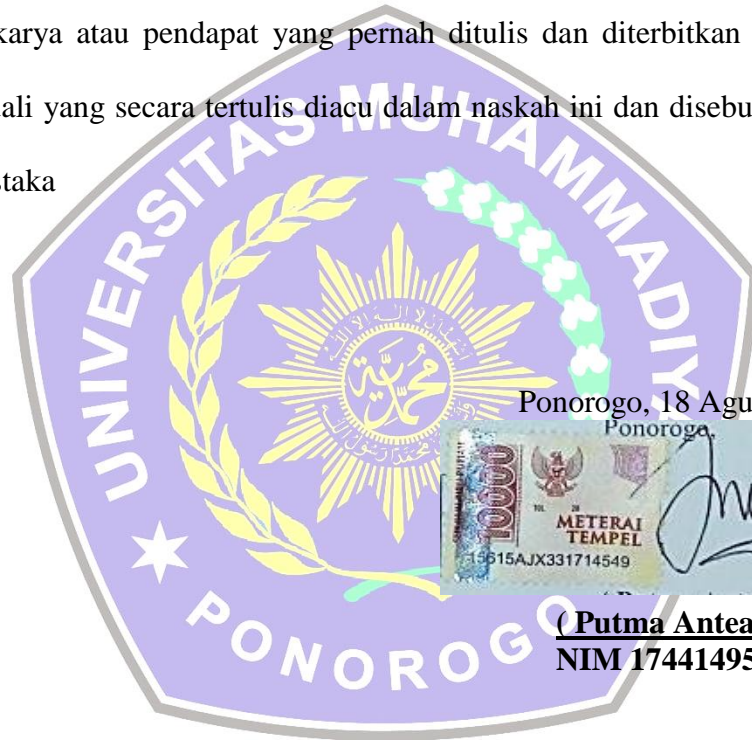 karya atau pendapat yang pernah ditulis dan diterbitkan
ali yang secara tertulis diacu dalam naskah ini dan disebu
staka
UNIVERSITAS MUHAMMADIY
PONOROGO
Ponorogo, 18 Agu
Ponorogo,
10000
METERAI
TEMPEL
15615AJX331714549
( Putma Antea
NIM 17441495